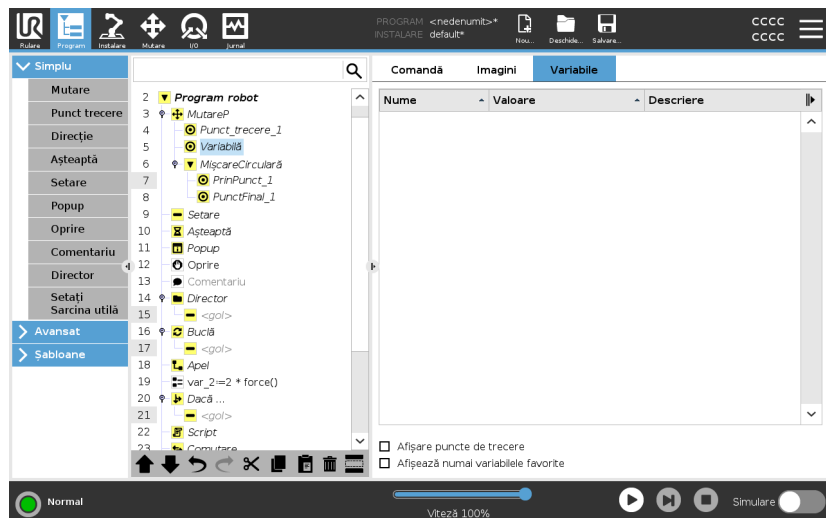 PROGRAM <nedenumit>*
INSTALARE default*
Rulare
Program
Instalare
Mutare
I/O
Jurnal
Nou...
Deschide...
Salvare...
cccc
cccc
Simplu
Mutare
Punct trecere
Direcție
Așteaptă
Setare
Popup
Oprire
Comentariu
Director
Setați
Sarcina utilă
Avansat
Șabloane
2 Program robot
3 MutareP
4 Punct_trecere_1
5 Variabilă
6 MișcareCirculară
7 PrinPunct_1
8 PunctFinal_1
9 Setare
10 Așteaptă
11 Popup
12 Oprire
13 Comentariu
14 Director
15 <gol>
16 Buclă
17 <gol>
18 Apel
19 var_2≔2 * force()
20 Dacă ...
21 <gol>
22 Script
23 Comutare
Comandă
Imagini
Variabile
Nume
Valoare
Descriere
Afișare puncte de trecere
Afișează numai variabilele favorite
Normal
Viteză 100%
Simulare